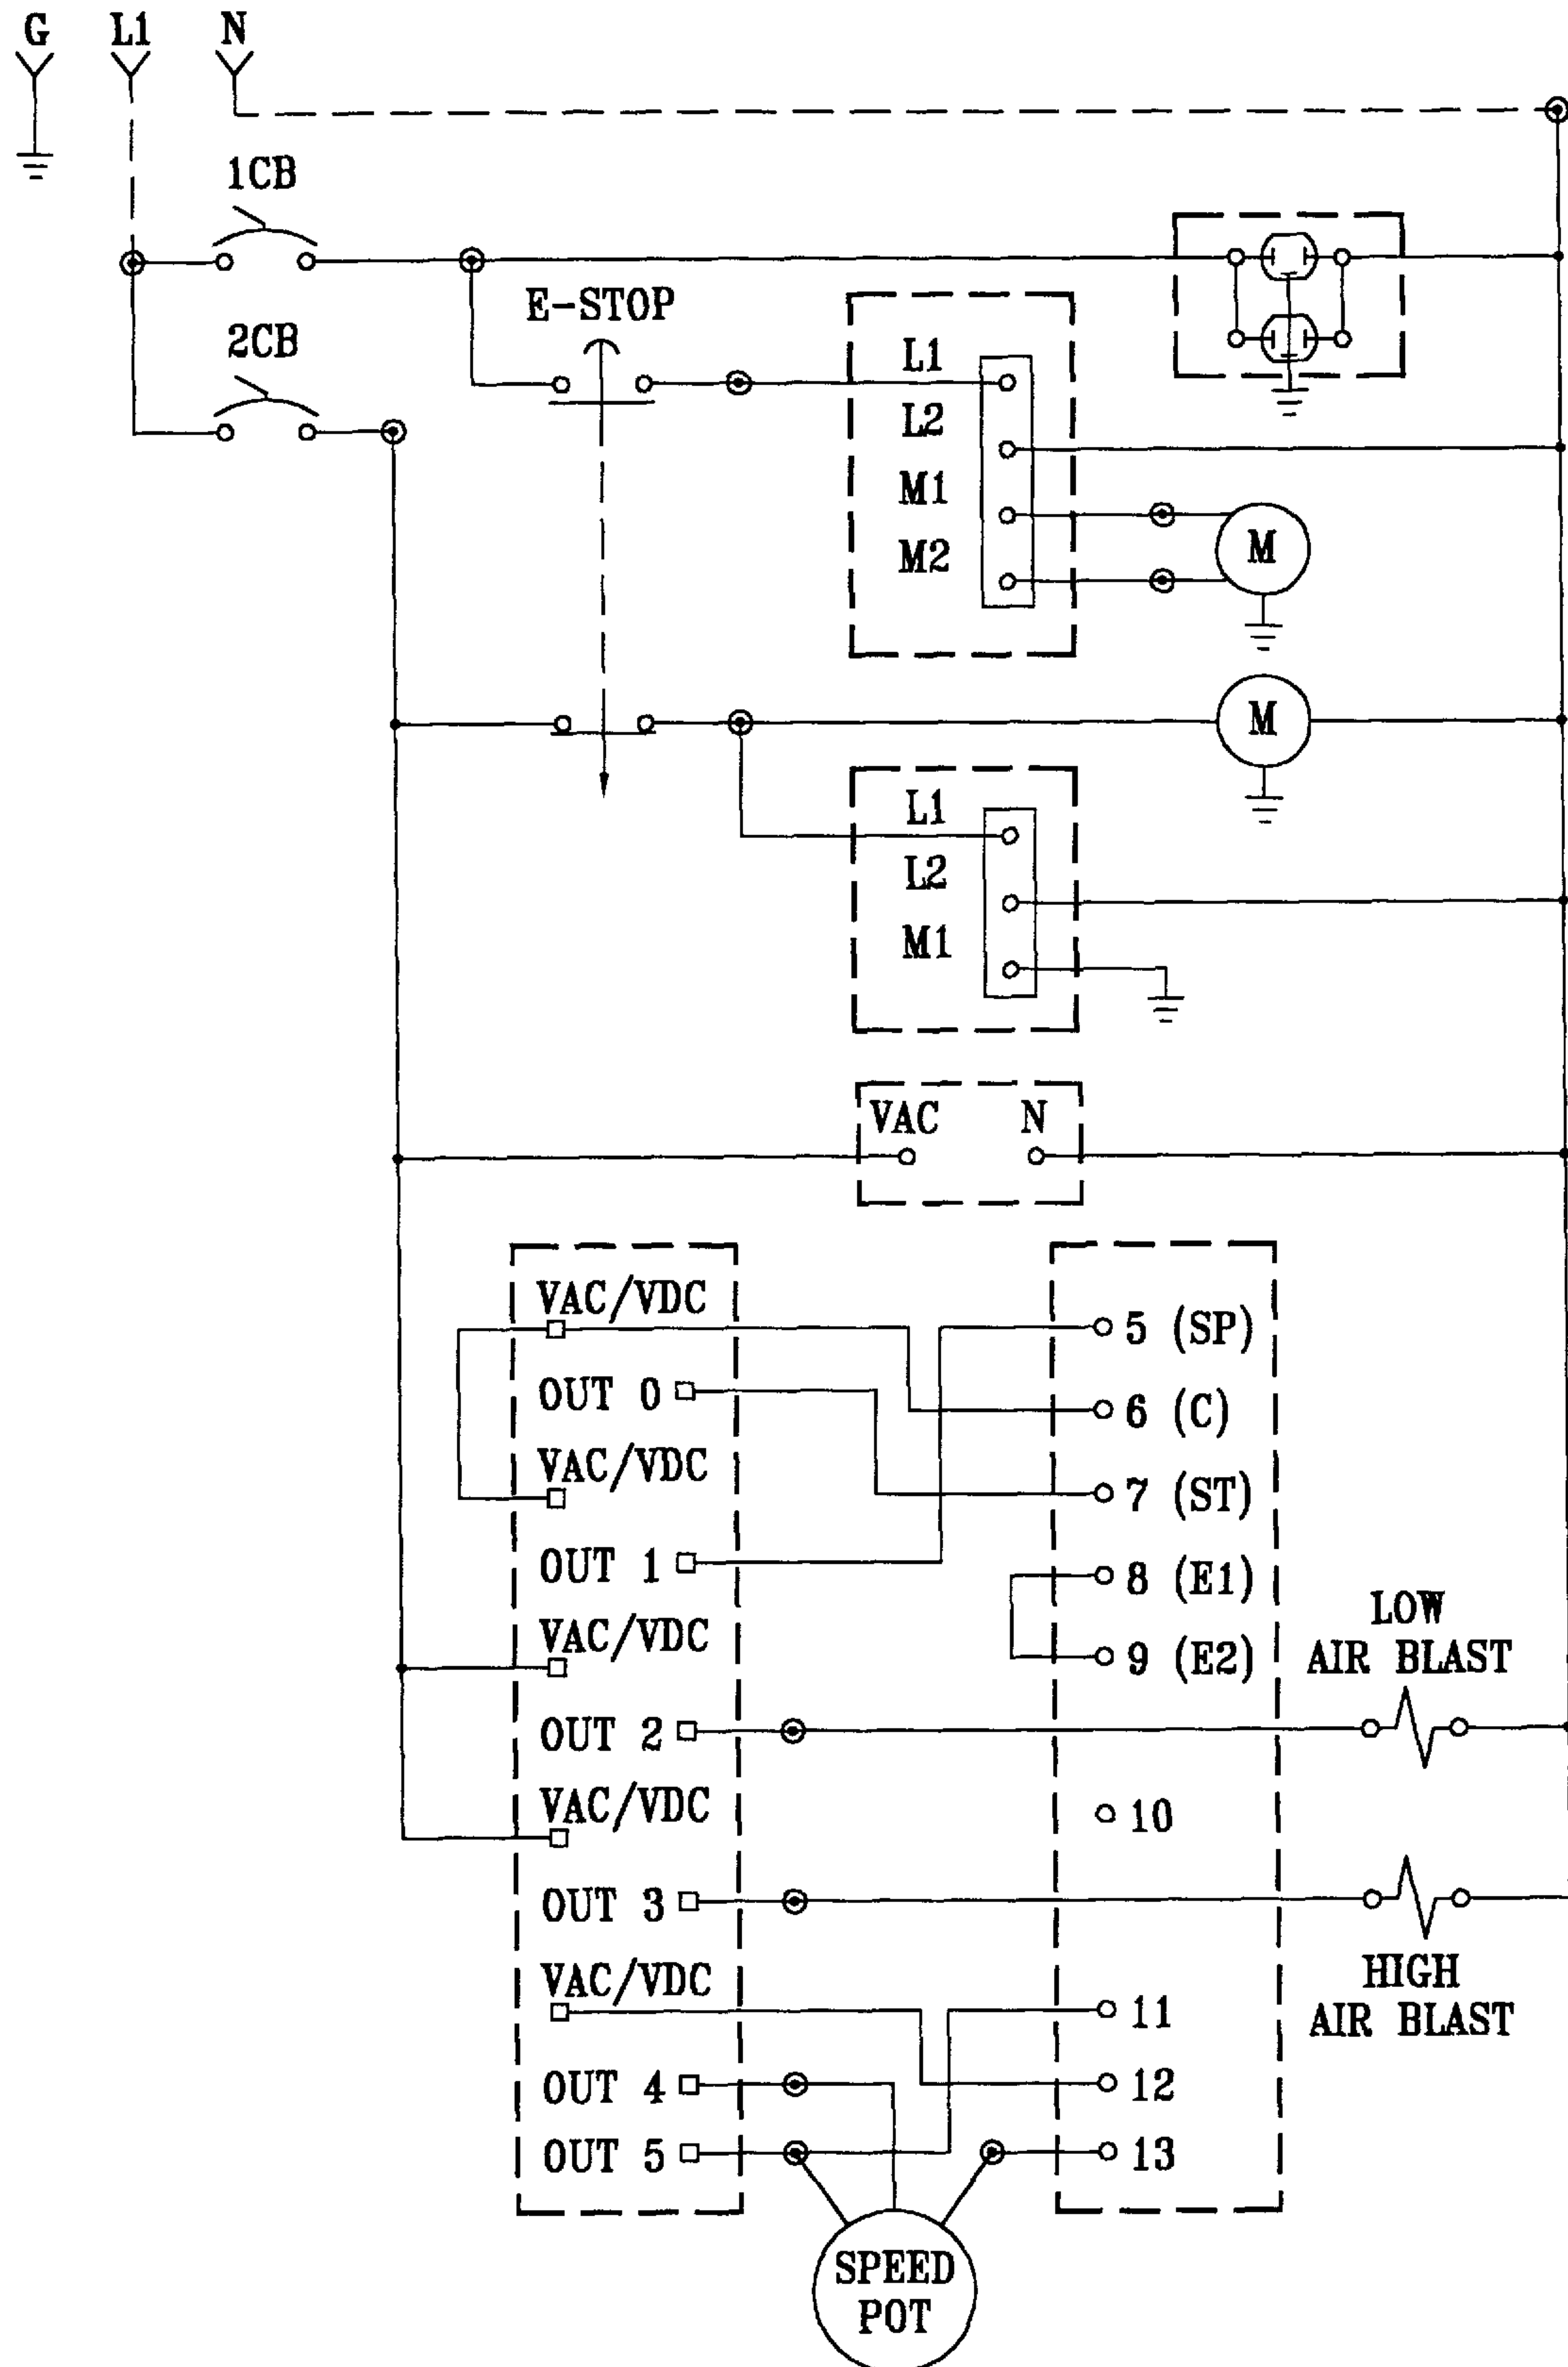 G L1 N
1CB
E-STOP
2CB
L1
L2
M1
M2
M
M
L1
L2
M1
VAC N
VAC/VDC
OUT 0
VAC/VDC
OUT 1
VAC/VDC
OUT 2
VAC/VDC
OUT 3
VAC/VDC
OUT 4
OUT 5
5 (SP)
6 (C)
7 (ST)
8 (E1)
9 (E2)
10
11
12
13
LOW
AIR BLAST
HIGH
AIR BLAST
SPEED
POT